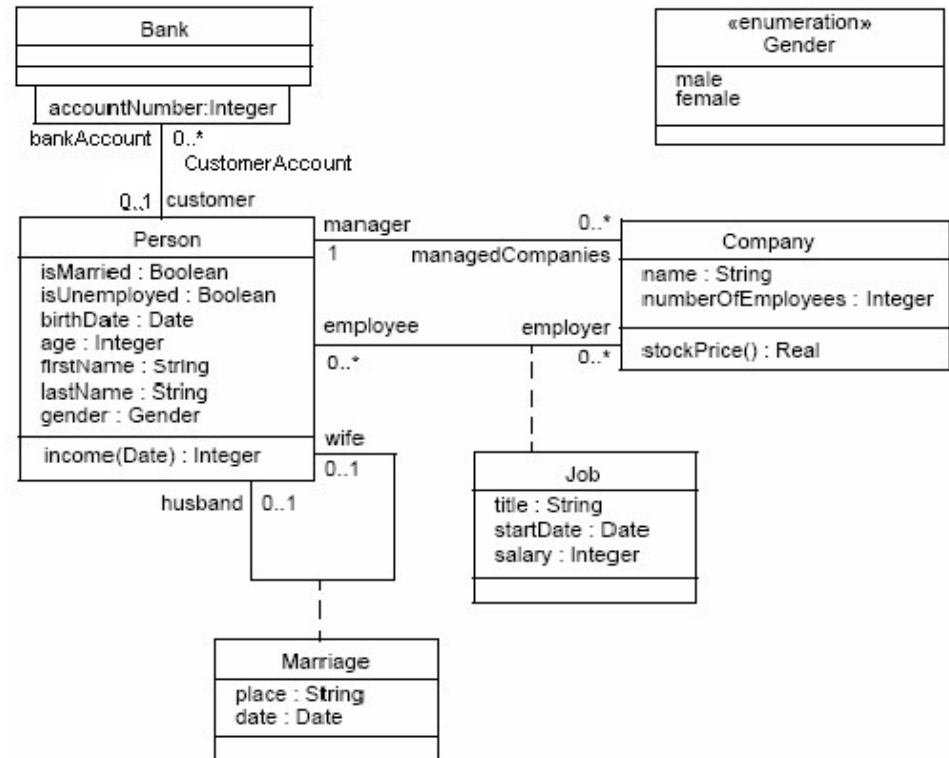 Bank
accountNumber:Integer
bankAccount 0..*
CustomerAccount
0..1 customer
«enumeration»
Gender
male
female
Person
isMarried : Boolean
isUnemployed : Boolean
birthDate : Date
age : Integer
firstName : String
lastName : String
gender : Gender
income(Date) : Integer
manager 0..*
1 managedCompanies
employee employer
0..* 0..*
Company
name : String
numberOfEmployees : Integer
stockPrice() : Real
wife
0..1
husband 0..1
Job
title : String
startDate : Date
salary : Integer
Marriage
place : String
date : Date